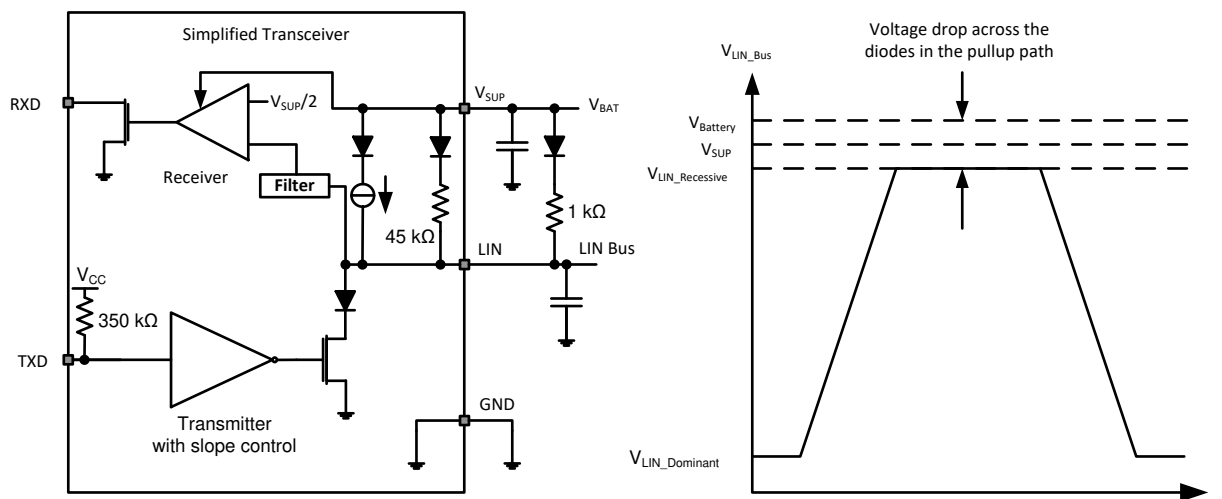 Simplified Transceiver
RXD
V_SUP/2
V_SUP
V_BAT
Receiver
Filter
45 kΩ
1 kΩ
LIN
LIN Bus
V_CC
350 kΩ
TXD
Transmitter
with slope control
GND
V_LIN_Bus
Voltage drop across the
diodes in the pullup path
V_Battery
V_SUP
V_LIN_Recessive
V_LIN_Dominant